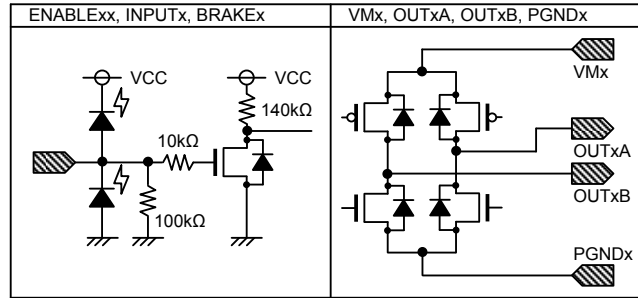 ENABLExx, INPUTx, BRAKEx
VCC
VCC
140kΩ
10kΩ
100kΩ
VMx, OUTxA, OUTxB, PGNDx
VMx
OUTxA
OUTxB
PGNDx